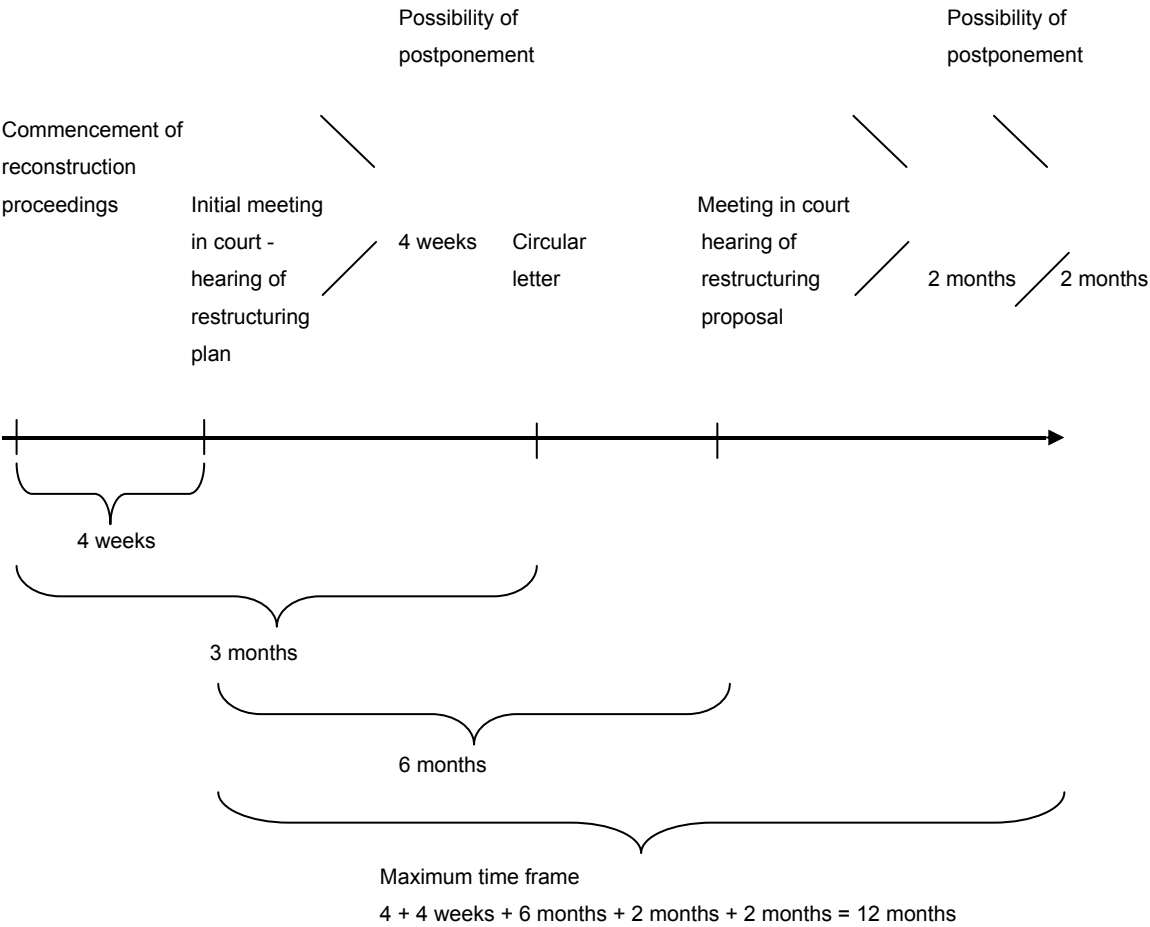 Possibility of
postponement
Possibility of
postponement
Commencement of
reconstruction
proceedings
Initial meeting
in court -
hearing of
restructuring
plan
4 weeks
Circular
letter
Meeting in court
hearing of
restructuring
proposal
2 months
2 months
4 weeks
3 months
6 months
Maximum time frame
4 + 4 weeks + 6 months + 2 months + 2 months = 12 months